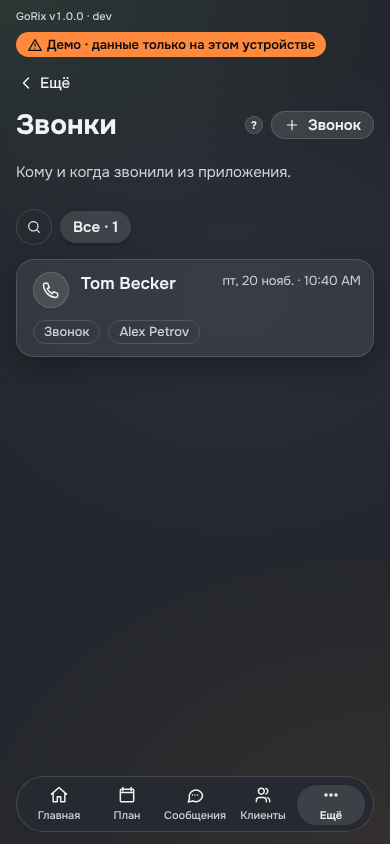 GoRix v1.0.0 · dev
Демо · данные только на этом устройстве
Ещё
Звонки
?
+ Звонок
Кому и когда звонили из приложения.
Все · 1
Tom Becker
пт, 20 нояб. · 10:40 AM
Звонок
Alex Petrov
Главная
План
Сообщения
Клиенты
Ещё